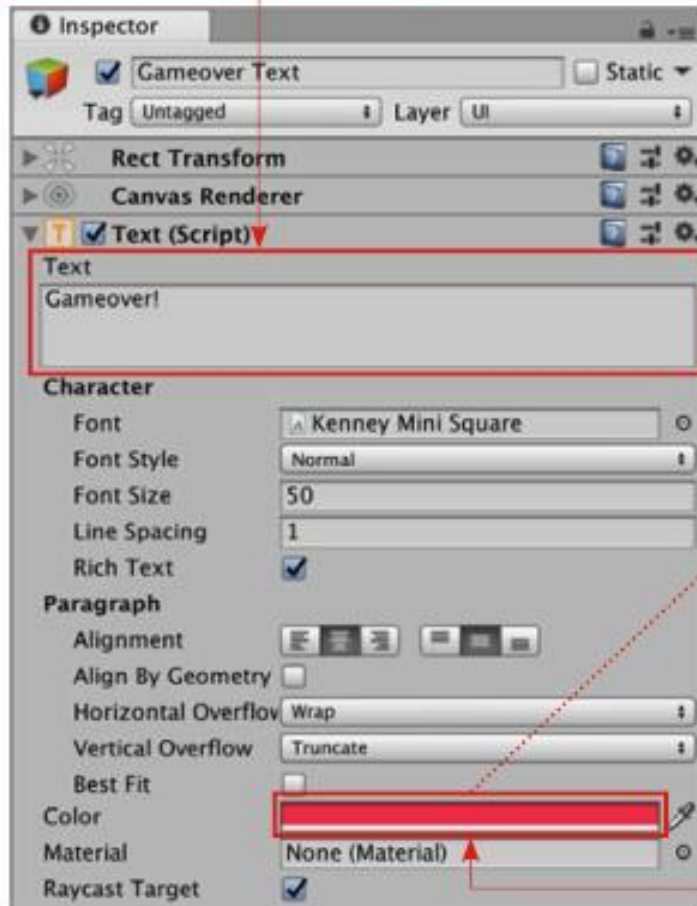 Inspector
Gameover Text Static
Tag Untagged Layer UI
Rect Transform
Canvas Renderer
T Text (Script)
Text
Gameover!
Character
Font Kenney Mini Square
Font Style Normal
Font Size 50
Line Spacing 1
Rich Text
Paragraph
Alignment
Align By Geometry
Horizontal Overflow Wrap
Vertical Overflow Truncate
Best Fit
Color
Material None (Material)
Raycast Target